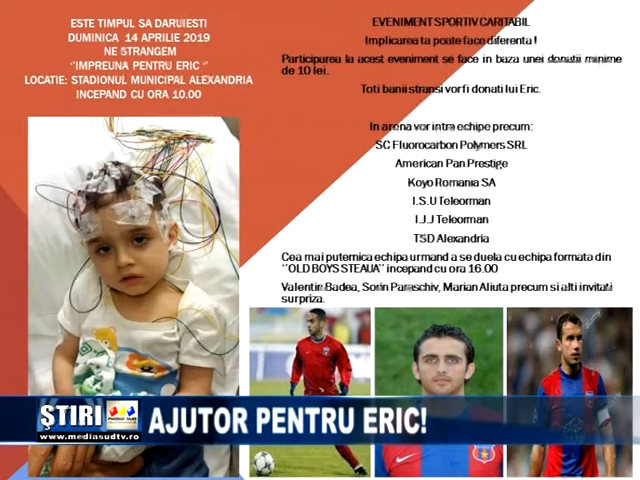 ESTE TIMPUL SA DARUIESTI
DUMINICA 14 APRILIE 2019
NE STRANGEM
‘’IMPREUNA PENTRU ERIC ‘’
LOCATIE: STADIONUL MUNICIPAL ALEXANDRIA
INCEPAND CU ORA 10.00
EVENIMENT SPORTIV CARITABIL
Implicarea ta poate face diferenta !
Participarea la acest eveniment se face in baza unei donatii minime
de 10 lei.
Toti banii stransi vor fi donati lui Eric.
In arena vor intra echipe precum:
SC Fluorocarbon Polymers SRL
American Pan Prestige
Koyo Romania SA
I.S.U Teleorman
I.J.J Teleorman
TSD Alexandria
Cea mai puternica echipa urmand a se duela cu echipa formata din
‘’OLD BOYS STEAUA’’ incepand cu ora 16.00
Valentin Badea, Sorin Paraschiv, Marian Aliuta precum si alti invitati
surpriza.
alamy
ŞTIRI
www.mediasudtv.ro
AJUTOR PENTRU ERIC!